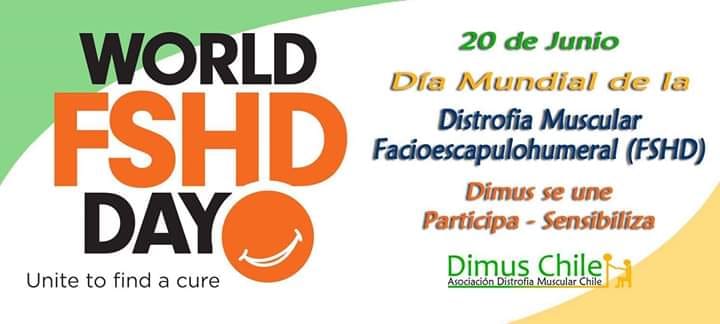 WORLD
FSHD
DAY
Unite to find a cure
20 de Junio
Día Mundial de la
Distrofia Muscular
Facioescapulohumeral (FSHD)
Dimus se une
Participa - Sensibiliza
Dimus Chile
Asociación Distrofia Muscular Chile